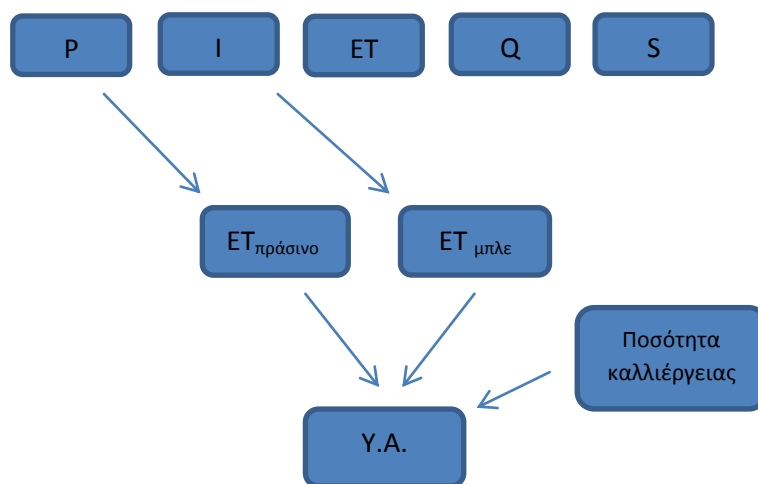 P
I
ET
Q
S
ETπράσινο
ET μπλε
Ποσότητα
καλλιέργειας
Υ.Α.